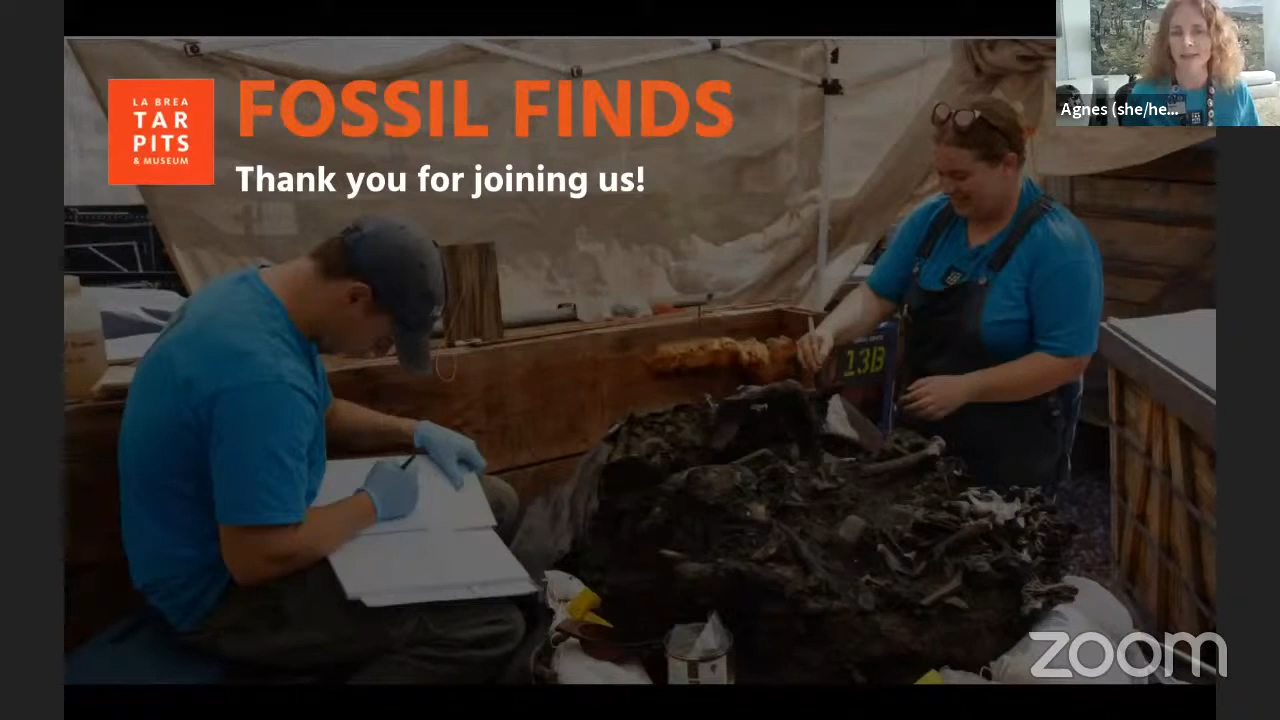 LA BREA
TAR
PITS
& MUSEUM
FOSSIL FINDS
Thank you for joining us!
Agnes (she/he...
13B
zoom